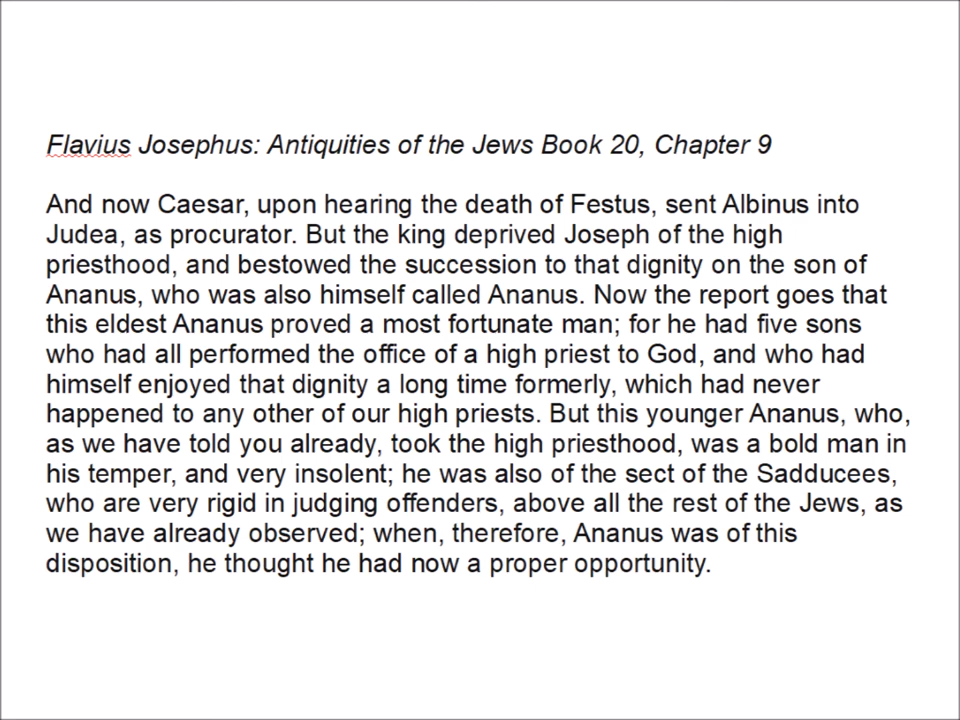 Flavius Josephus: Antiquities of the Jews Book 20, Chapter 9
And now Caesar, upon hearing the death of Festus, sent Albinus into
Judea, as procurator. But the king deprived Joseph of the high
priesthood, and bestowed the succession to that dignity on the son of
Ananus, who was also himself called Ananus. Now the report goes that
this eldest Ananus proved a most fortunate man; for he had five sons
who had all performed the office of a high priest to God, and who had
himself enjoyed that dignity a long time formerly, which had never
happened to any other of our high priests. But this younger Ananus, who,
as we have told you already, took the high priesthood, was a bold man in
his temper, and very insolent; he was also of the sect of the Sadducees,
who are very rigid in judging offenders, above all the rest of the Jews, as
we have already observed; when, therefore, Ananus was of this
disposition, he thought he had now a proper opportunity.